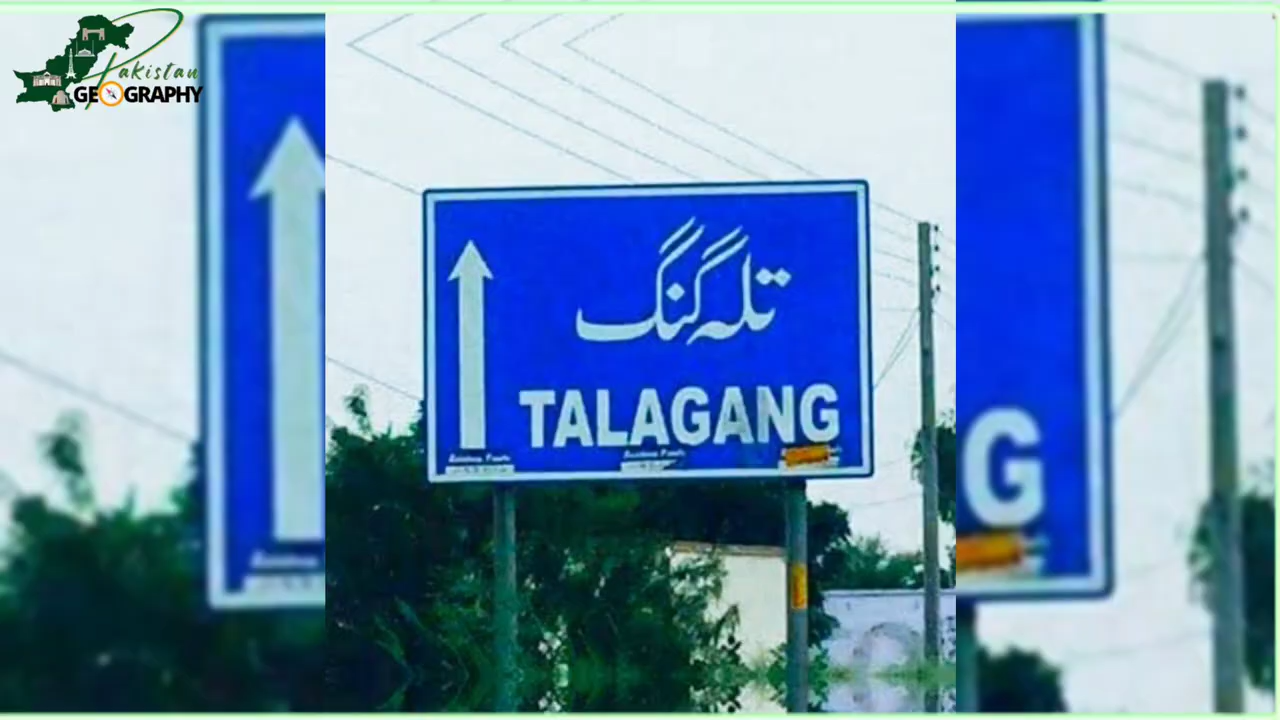 Pakistan
GEOGRAPHY
تلہ گنگ
TALAGANG
G